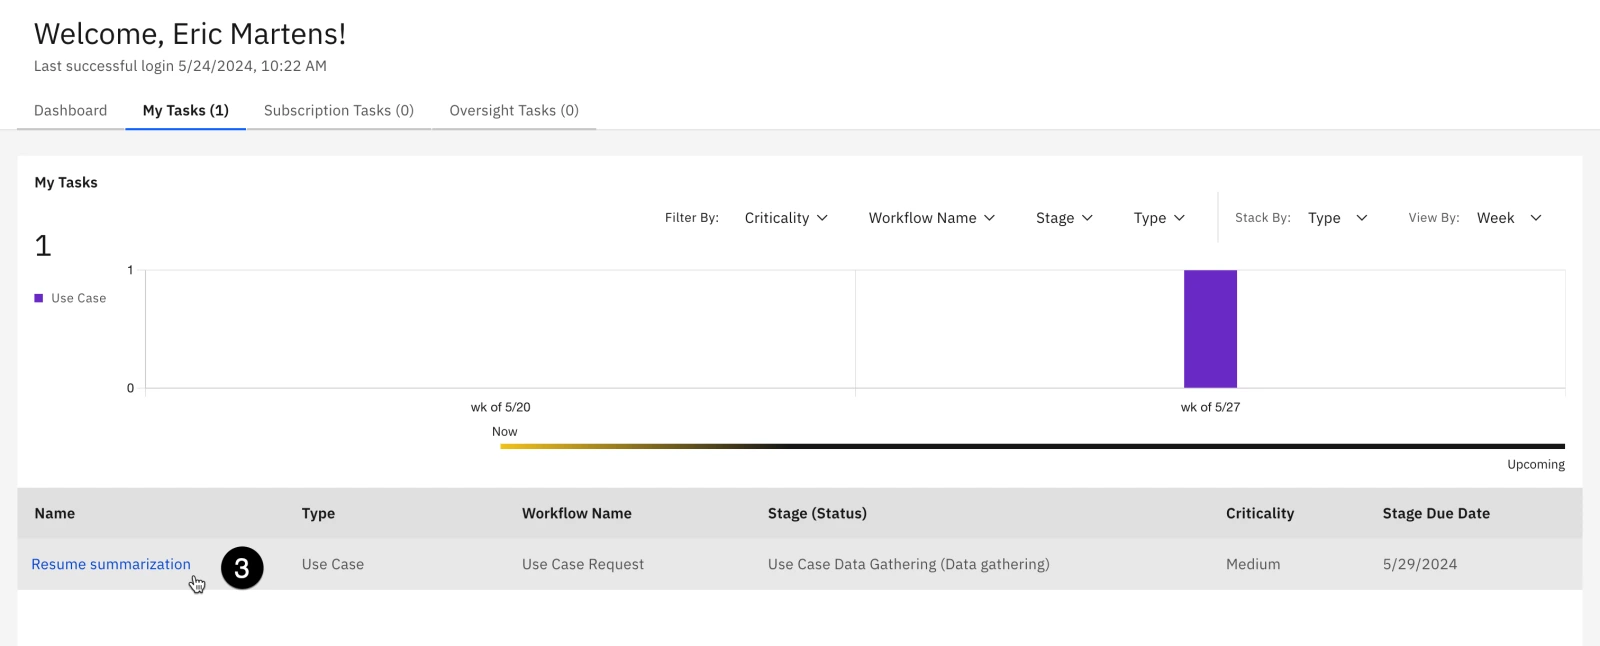 Welcome, Eric Martens!
Last successful login 5/24/2024, 10:22 AM
Dashboard My Tasks (1) Subscription Tasks (0) Oversight Tasks (0)
My Tasks
Filter By: Criticality Workflow Name Stage Type Stack By: Type View By: Week
1
1
Use Case
0
wk of 5/20 wk of 5/27
Now
Upcoming
Name Type Workflow Name Stage (Status) Criticality Stage Due Date
Resume summarization 3 Use Case Use Case Request Use Case Data Gathering (Data gathering) Medium 5/29/2024